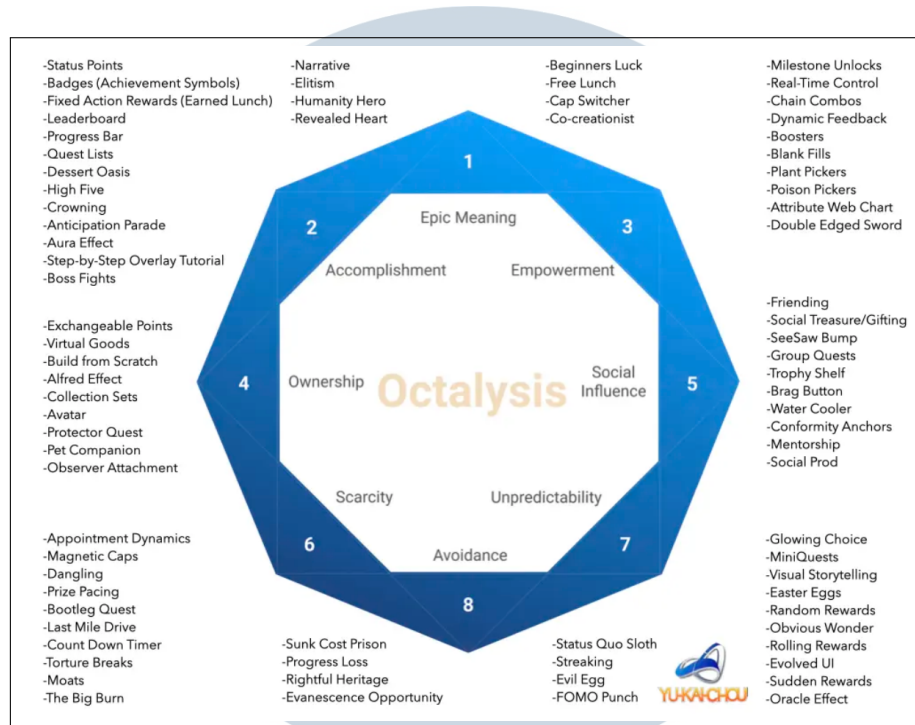 -Status Points
-Badges (Achievement Symbols)
-Fixed Action Rewards (Earned Lunch)
-Leaderboard
-Progress Bar
-Quest Lists
-Dessert Oasis
-High Five
-Crowning
-Anticipation Parade
-Aura Effect
-Step-by-Step Overlay Tutorial
-Boss Fights
-Narrative
-Elitism
-Humanity Hero
-Revealed Heart
-Beginners Luck
-Free Lunch
-Cap Switcher
-Co-creationist
-Milestone Unlocks
-Real-Time Control
-Chain Combos
-Dynamic Feedback
-Boosters
-Blank Fills
-Plant Pickers
-Poison Pickers
-Attribute Web Chart
-Double Edged Sword
1
Epic Meaning
2
Accomplishment
3
Empowerment
-Exchangeable Points
-Virtual Goods
-Build from Scratch
-Alfred Effect
-Collection Sets
-Avatar
-Protector Quest
-Pet Companion
-Observer Attachment
4
Ownership
Octalysis
Social
Influence
5
-Friending
-Social Treasure/Gifting
-SeeSaw Bump
-Group Quests
-Trophy Shelf
-Brag Button
-Water Cooler
-Conformity Anchors
-Mentorship
-Social Prod
Scarcity
6
Unpredictability
7
Avoidance
8
-Appointment Dynamics
-Magnetic Caps
-Dangling
-Prize Pacing
-Bootleg Quest
-Last Mile Drive
-Count Down Timer
-Torture Breaks
-Moats
-The Big Burn
-Sunk Cost Prison
-Progress Loss
-Rightful Heritage
-Evanescence Opportunity
-Status Quo Sloth
-Streaking
-Evil Egg
-FOMO Punch
YU-KAI-CHOU
-Glowing Choice
-MiniQuests
-Visual Storytelling
-Easter Eggs
-Random Rewards
-Obvious Wonder
-Rolling Rewards
-Evolved UI
-Sudden Rewards
-Oracle Effect